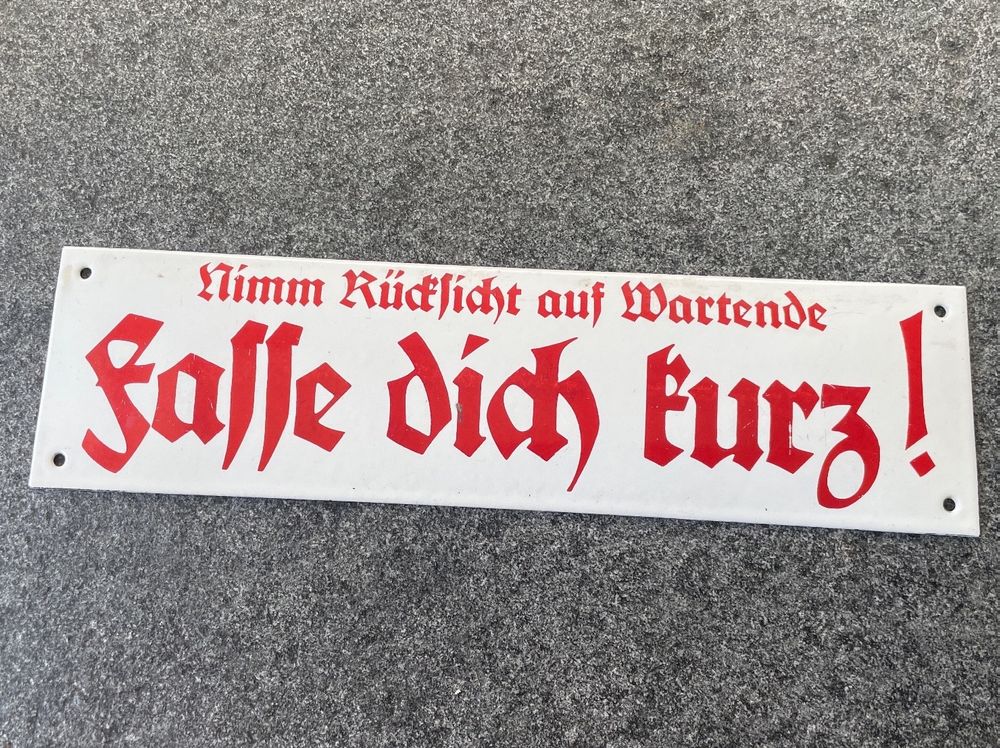 Nimm Rückſicht auf Wartende
Faſſe dich kurz!